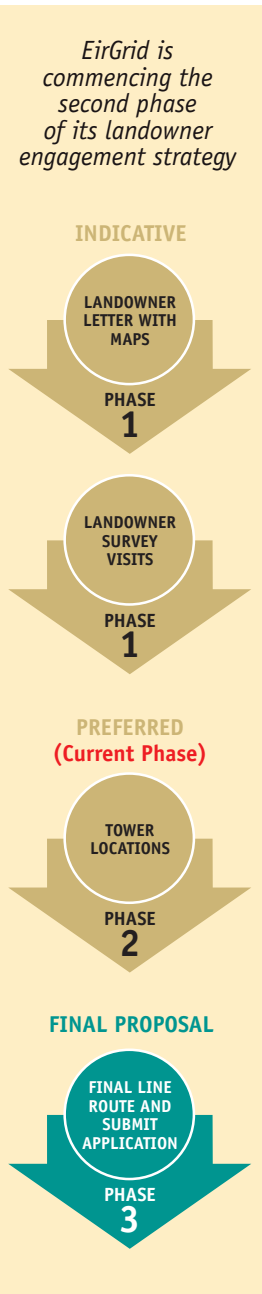 EirGrid is
commencing the
second phase
of its landowner
engagement strategy
INDICATIVE
LANDOWNER
LETTER WITH
MAPS
PHASE
1
LANDOWNER
SURVEY
VISITS
PHASE
1
PREFERRED
(Current Phase)
TOWER
LOCATIONS
PHASE
2
FINAL PROPOSAL
FINAL LINE
ROUTE AND
SUBMIT
APPLICATION
PHASE
3